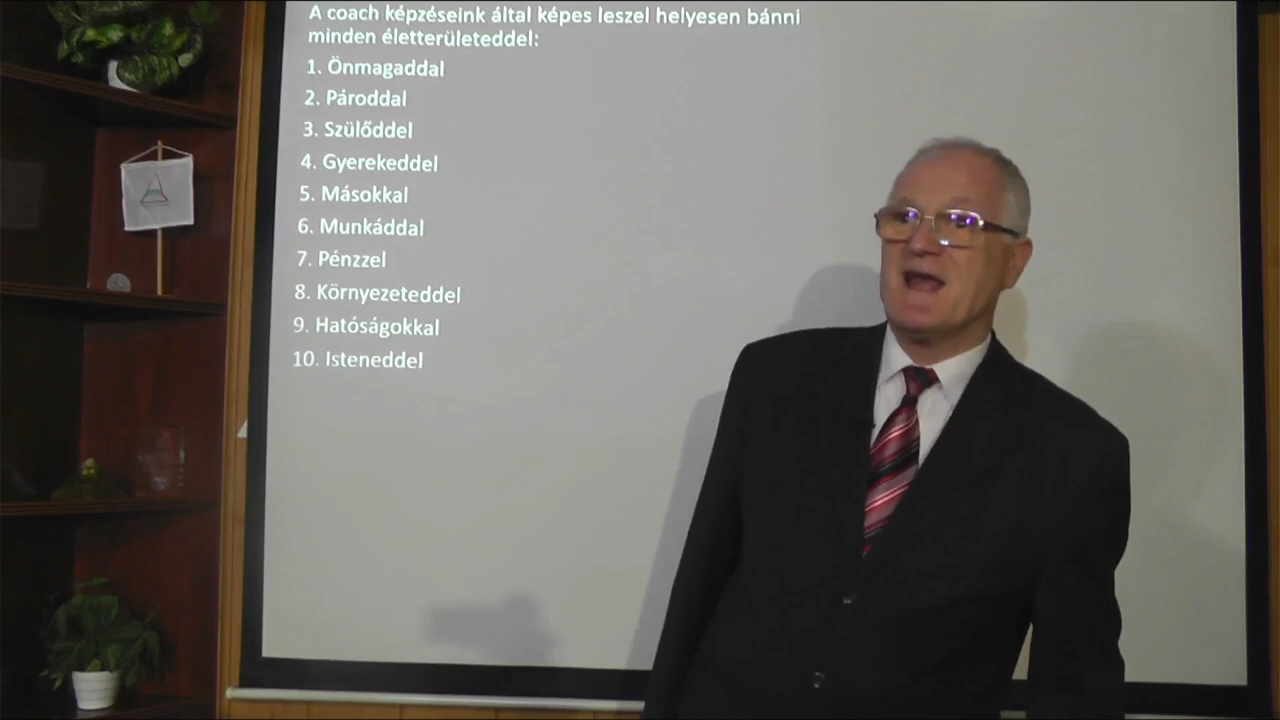 A coach képzéseink által képes leszel helyesen bánni
minden életterületeddel:
1. Önmagaddal
2. Pároddal
3. Szülőddel
4. Gyerekeddel
5. Másokkal
6. Munkáddal
7. Pénzzel
8. Környezeteddel
9. Hatóságokkal
10. Isteneddel